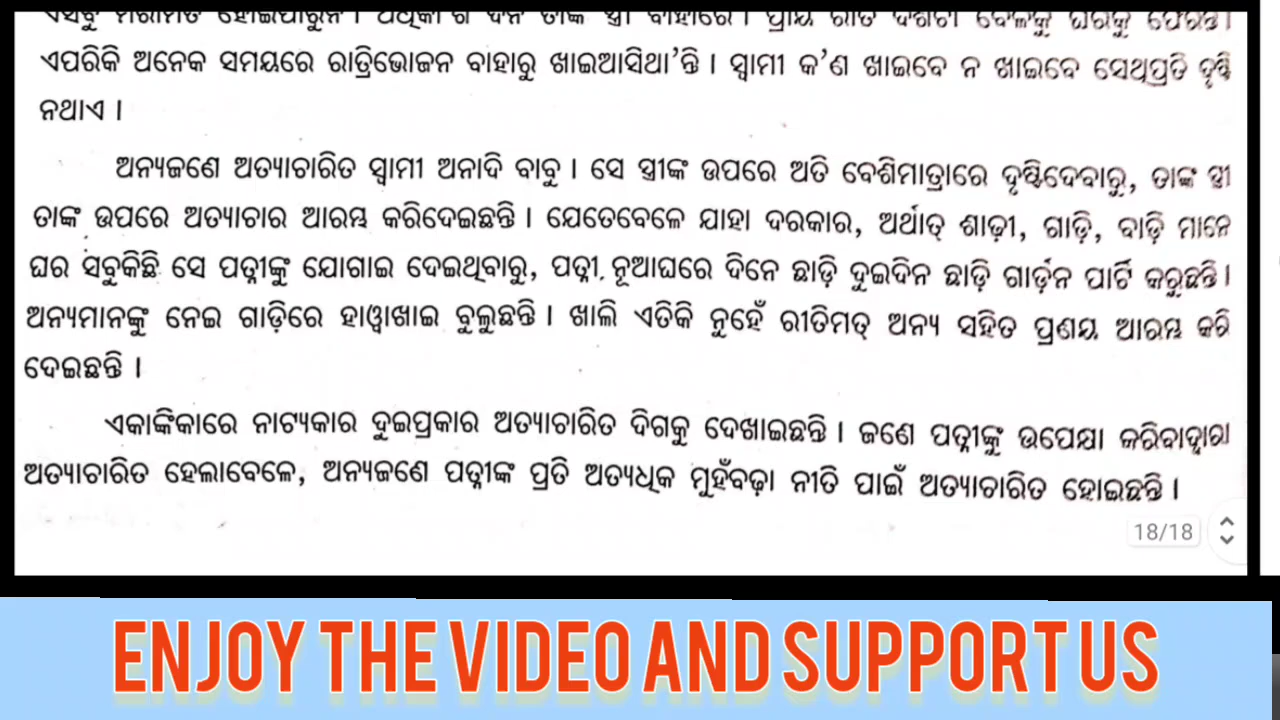 ଏପରିକି ଅନେକ ସମୟରେ ରାତ୍ରିଭୋଜନ ବାହାରୁ ଖାଇଆସିଥା’ନ୍ତି । ସ୍ୱାମୀ କ’ଣ ଖାଇବେ ନ ଖାଇବେ ସେଥିପ୍ରତି ଦୃଷ୍ଟି
ନଥାଏ ।
ଅନ୍ୟଜଣେ ଅତ୍ୟାଚାରିତ ସ୍ୱାମୀ ଅନାଦି ବାବୁ । ସେ ସ୍ତ୍ରୀଙ୍କ ଉପରେ ଅତି ବେଶିମାତ୍ରାରେ ଦୃଷ୍ଟିଦେବାରୁ, ତାଙ୍କ ସ୍ତ୍ରୀ
ତାଙ୍କ ଉପରେ ଅତ୍ୟାଚାର ଆରମ୍ଭ କରିଦେଇଛନ୍ତି । ଯେତେବେଳେ ଯାହା ଦରକାର, ଅର୍ଥାତ୍ ଶାଢ଼ୀ, ଗାଡ଼ି, ବାଡ଼ି ମାନେ
ଘର ସବୁକିଛି ସେ ପତ୍ନୀଙ୍କୁ ଯୋଗାଇ ଦେଇଥିବାରୁ, ପତ୍ନୀ ନୂଆଘରେ ଦିନେ ଛାଡ଼ି ଦୁଇଦିନ ଛାଡ଼ି ଗାର୍ଡ଼ନ ପାର୍ଟି କରୁଛନ୍ତି ।
ଅନ୍ୟମାନଙ୍କୁ ନେଇ ଗାଡ଼ିରେ ହାୱାଖାଇ ବୁଲୁଛନ୍ତି । ଖାଲି ଏତିକି ନୁହେଁ ରୀତିମତ୍ ଅନ୍ୟ ସହିତ ପ୍ରଣୟ ଆରମ୍ଭ କରି
ଦେଇଛନ୍ତି ।
ଏକାଙ୍କିକାରେ ନାଟ୍ୟକାର ଦୁଇପ୍ରକାର ଅତ୍ୟାଚାରିତ ଦିଗକୁ ଦେଖାଇଛନ୍ତି । ଜଣେ ପତ୍ନୀଙ୍କୁ ଉପେକ୍ଷା କରିବାଦ୍ୱାରା
ଅତ୍ୟାଚାରିତ ହେଲାବେଳେ, ଅନ୍ୟଜଣେ ପତ୍ନୀଙ୍କ ପ୍ରତି ଅତ୍ୟଧିକ ମୁହଁବଢ଼ା ନୀତି ପାଇଁ ଅତ୍ୟାଚାରିତ ହୋଇଛନ୍ତି ।
18/18
ENJOY THE VIDEO AND SUPPORT US